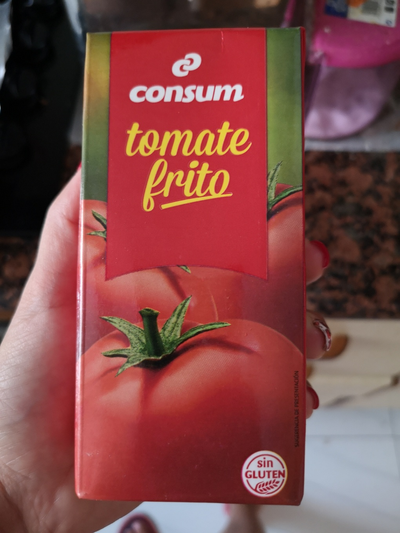 consum
tomate
frito
sin
GLUTEN